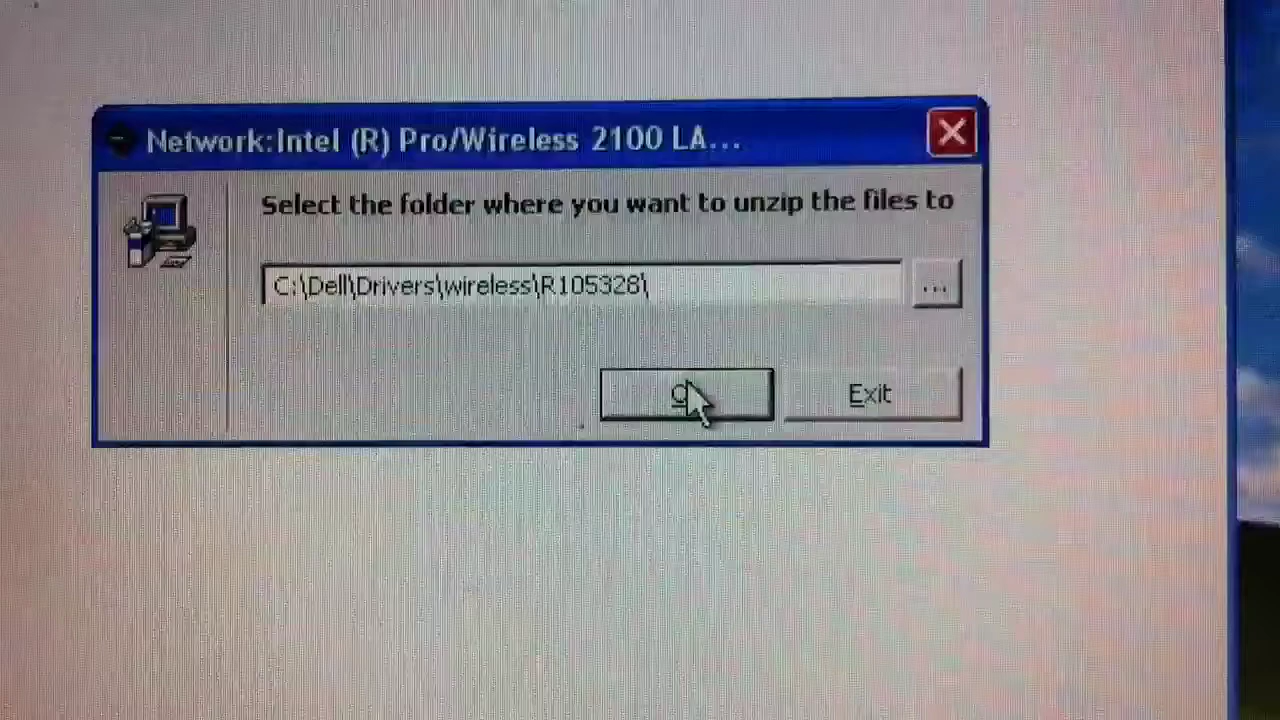 Network:Intel (R) Pro/Wireless 2100 LA...
Select the folder where you want to unzip the files to
C:\Dell\Drivers\wireless\R105328\
...
Exit